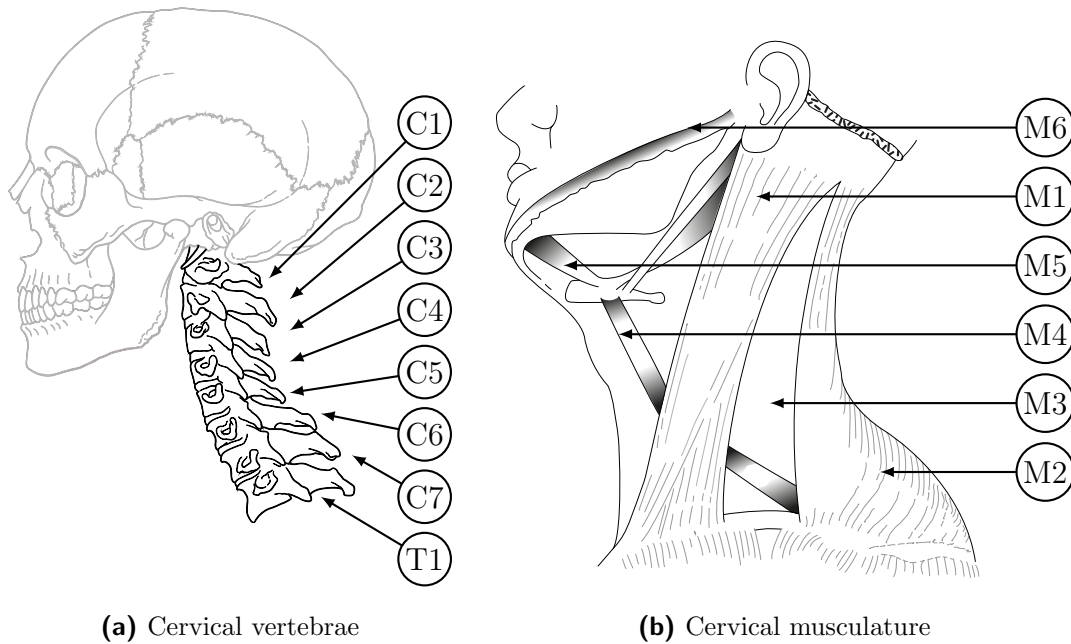 C1
C2
C3
C4
C5
C6
C7
T1
M6
M1
M5
M4
M3
M2
(a) Cervical vertebrae
(b) Cervical musculature